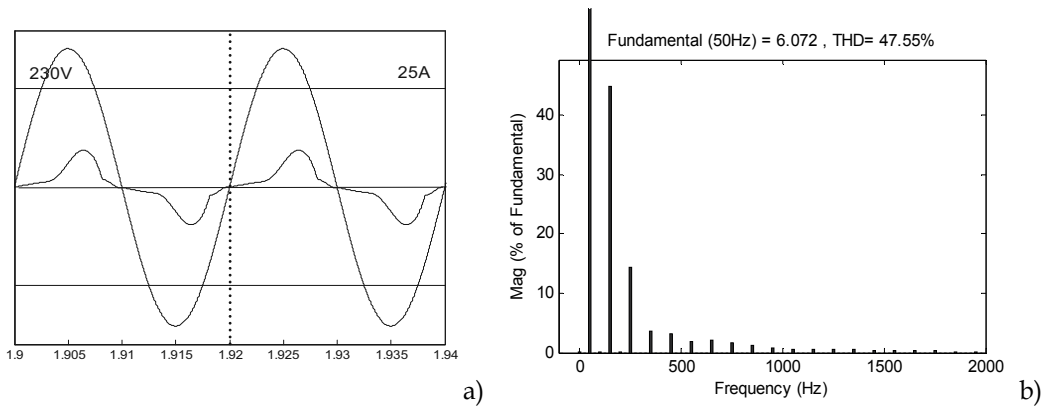 230V 25A
1.9 1.905 1.91 1.915 1.92 1.925 1.93 1.935 1.94
a)
Fundamental (50Hz) = 6.072 , THD= 47.55%
Mag (% of Fundamental)
40
30
20
10
0
0 500 1000 1500 2000
Frequency (Hz)
b)